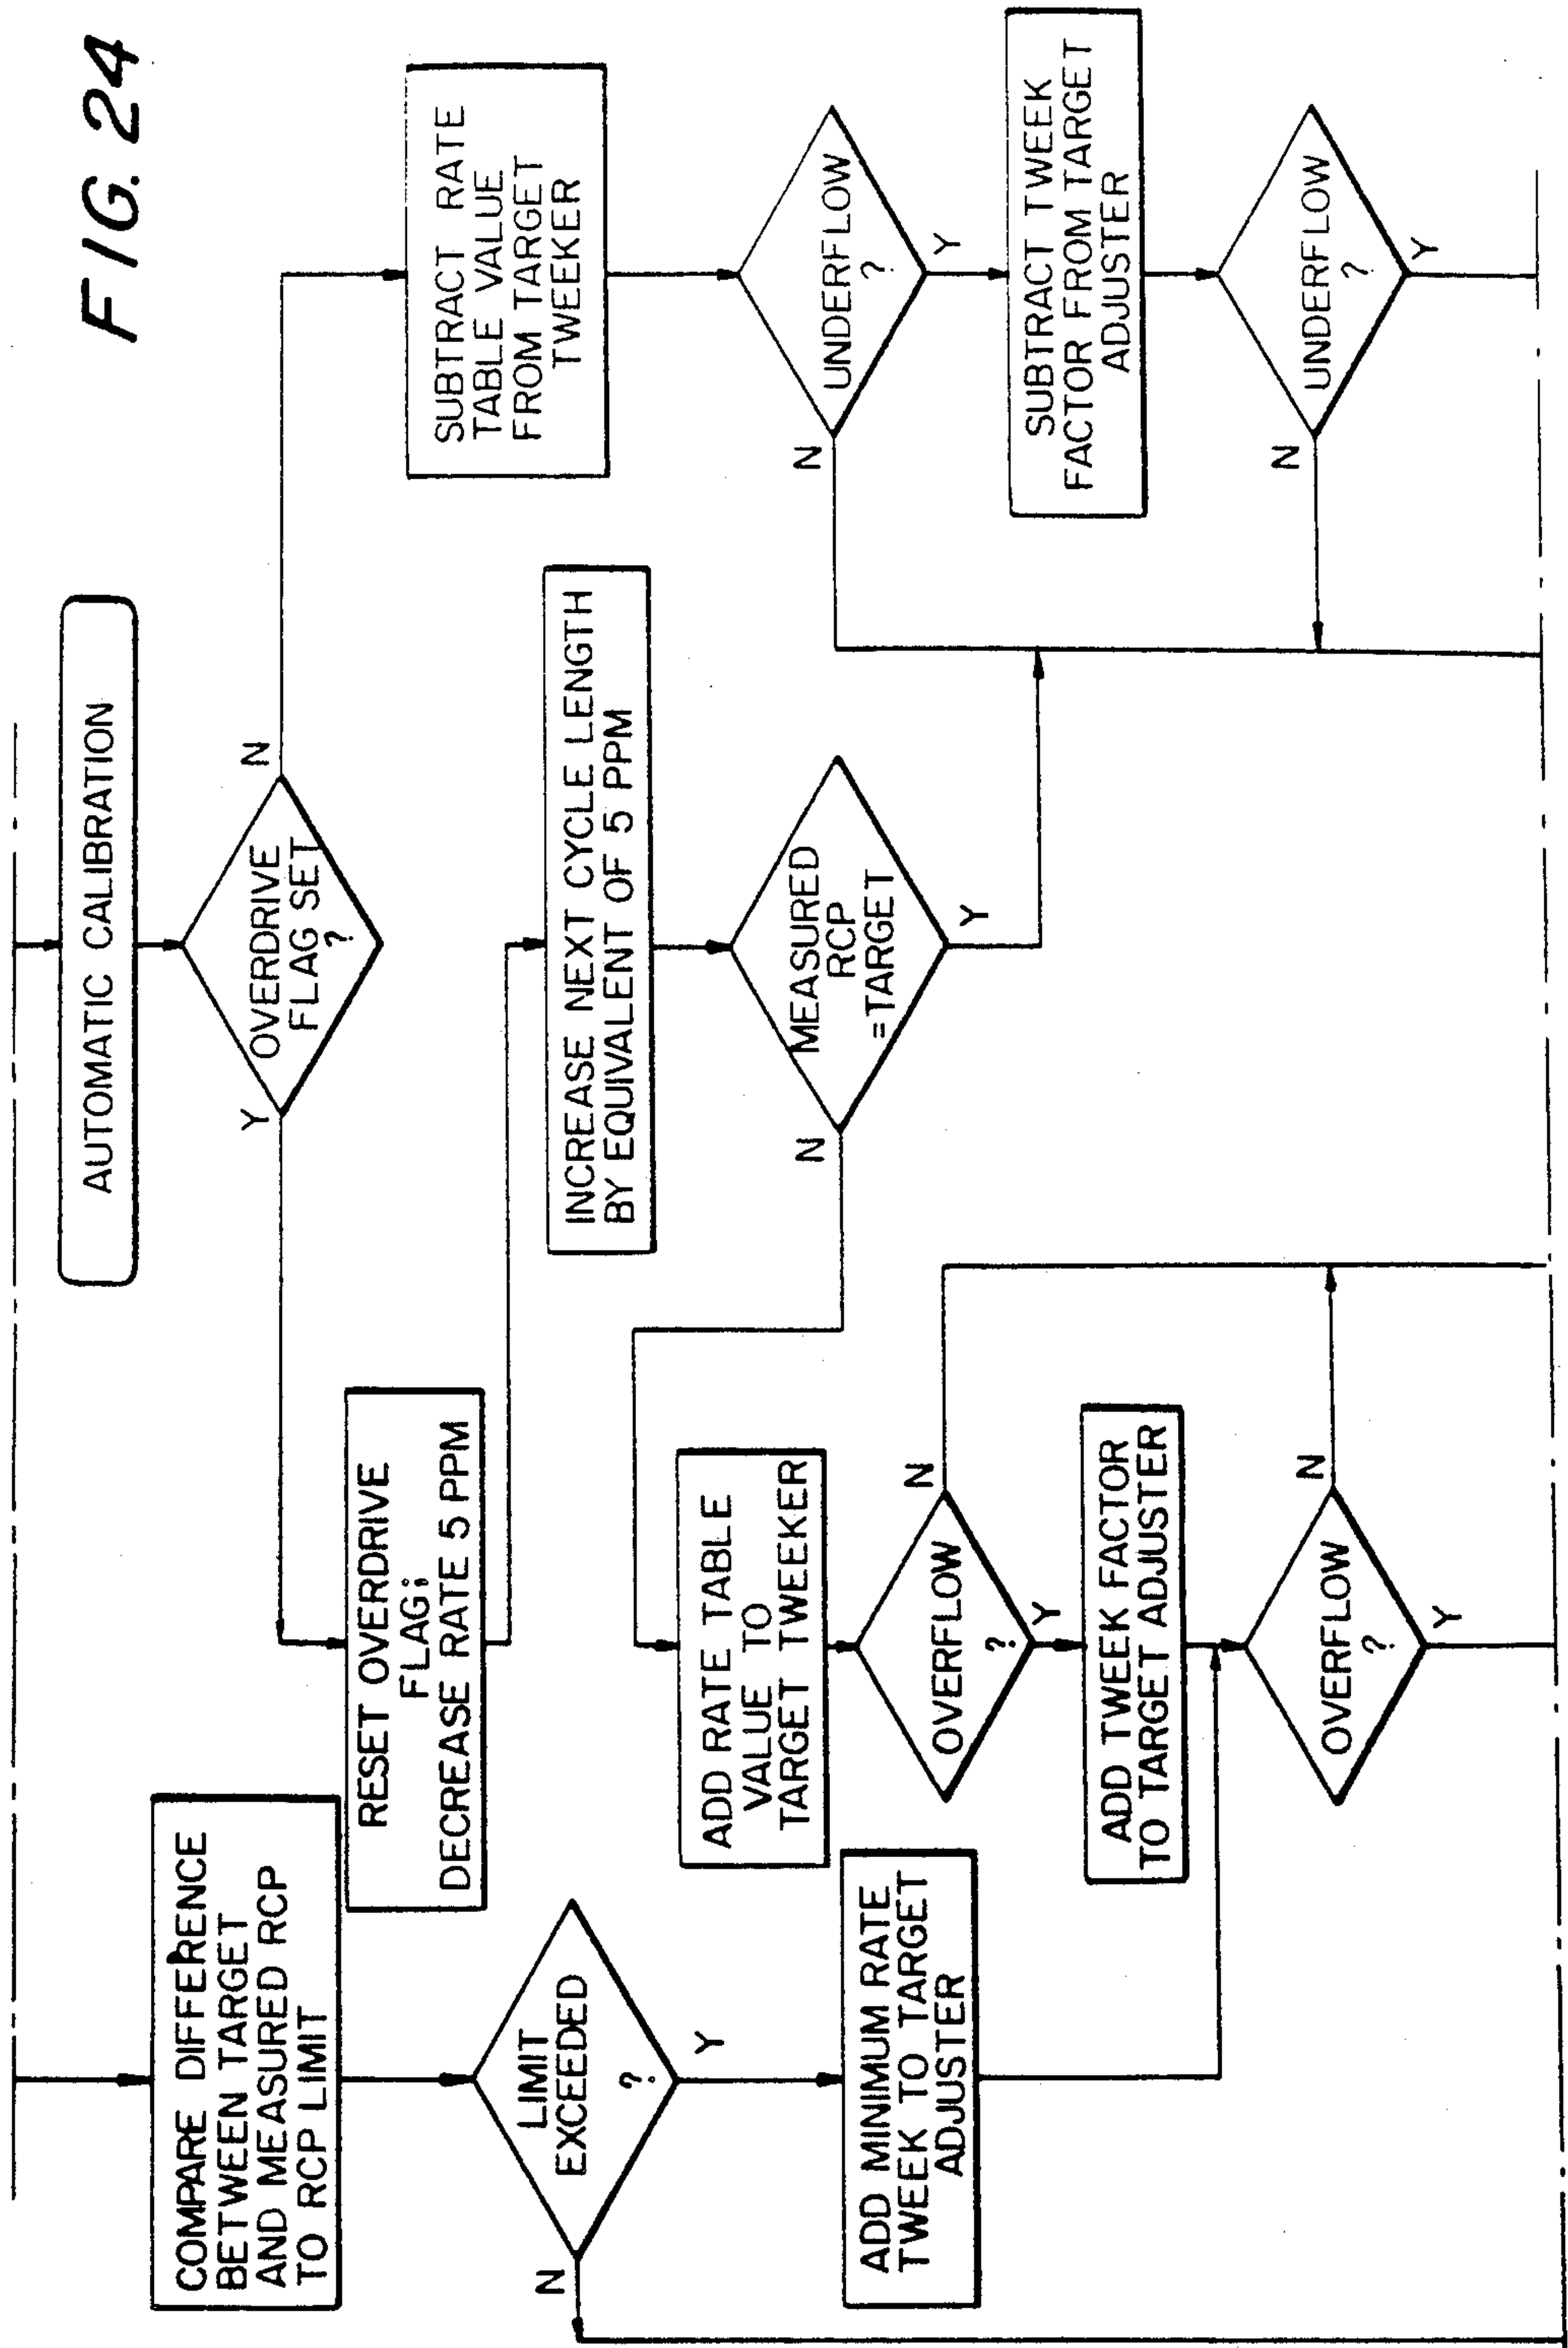 FIG. 24
AUTOMATIC CALIBRATION
OVERDRIVE
FLAG SET
?
Y
N
COMPARE DIFFERENCE
BETWEEN TARGET
AND MEASURED RCP
TO RCP LIMIT
RESET OVERDRIVE
FLAG;
DECREASE RATE 5 PPM
SUBTRACT RATE
TABLE VALUE
FROM TARGET
TWEEKER
LIMIT
EXCEEDED
?
N
Y
INCREASE NEXT CYCLE LENGTH
BY EQUIVALENT OF 5 PPM
ADD RATE TABLE
VALUE TO
TARGET TWEEKER
MEASURED
RCP
=TARGET
N
Y
UNDERFLOW
?
N
Y
ADD MINIMUM RATE
TWEEK TO TARGET
ADJUSTER
OVERFLOW
?
N
Y
SUBTRACT TWEEK
FACTOR FROM TARGET
ADJUSTER
ADD TWEEK FACTOR
TO TARGET ADJUSTER
OVERFLOW
?
N
Y
UNDERFLOW
?
N
Y